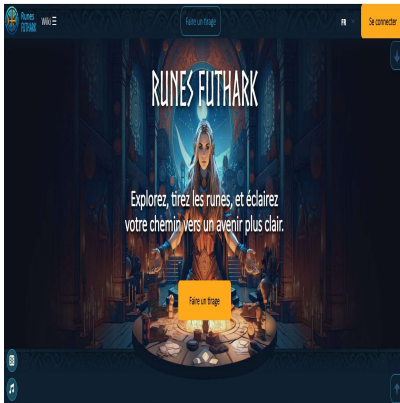 Runes
FUTHARK
Wiki
Faire un tirage
FR
Se connecter
RUNES FUTHARK
Explorez, tirez les runes, et éclairez
votre chemin vers un avenir plus clair.
Faire un tirage